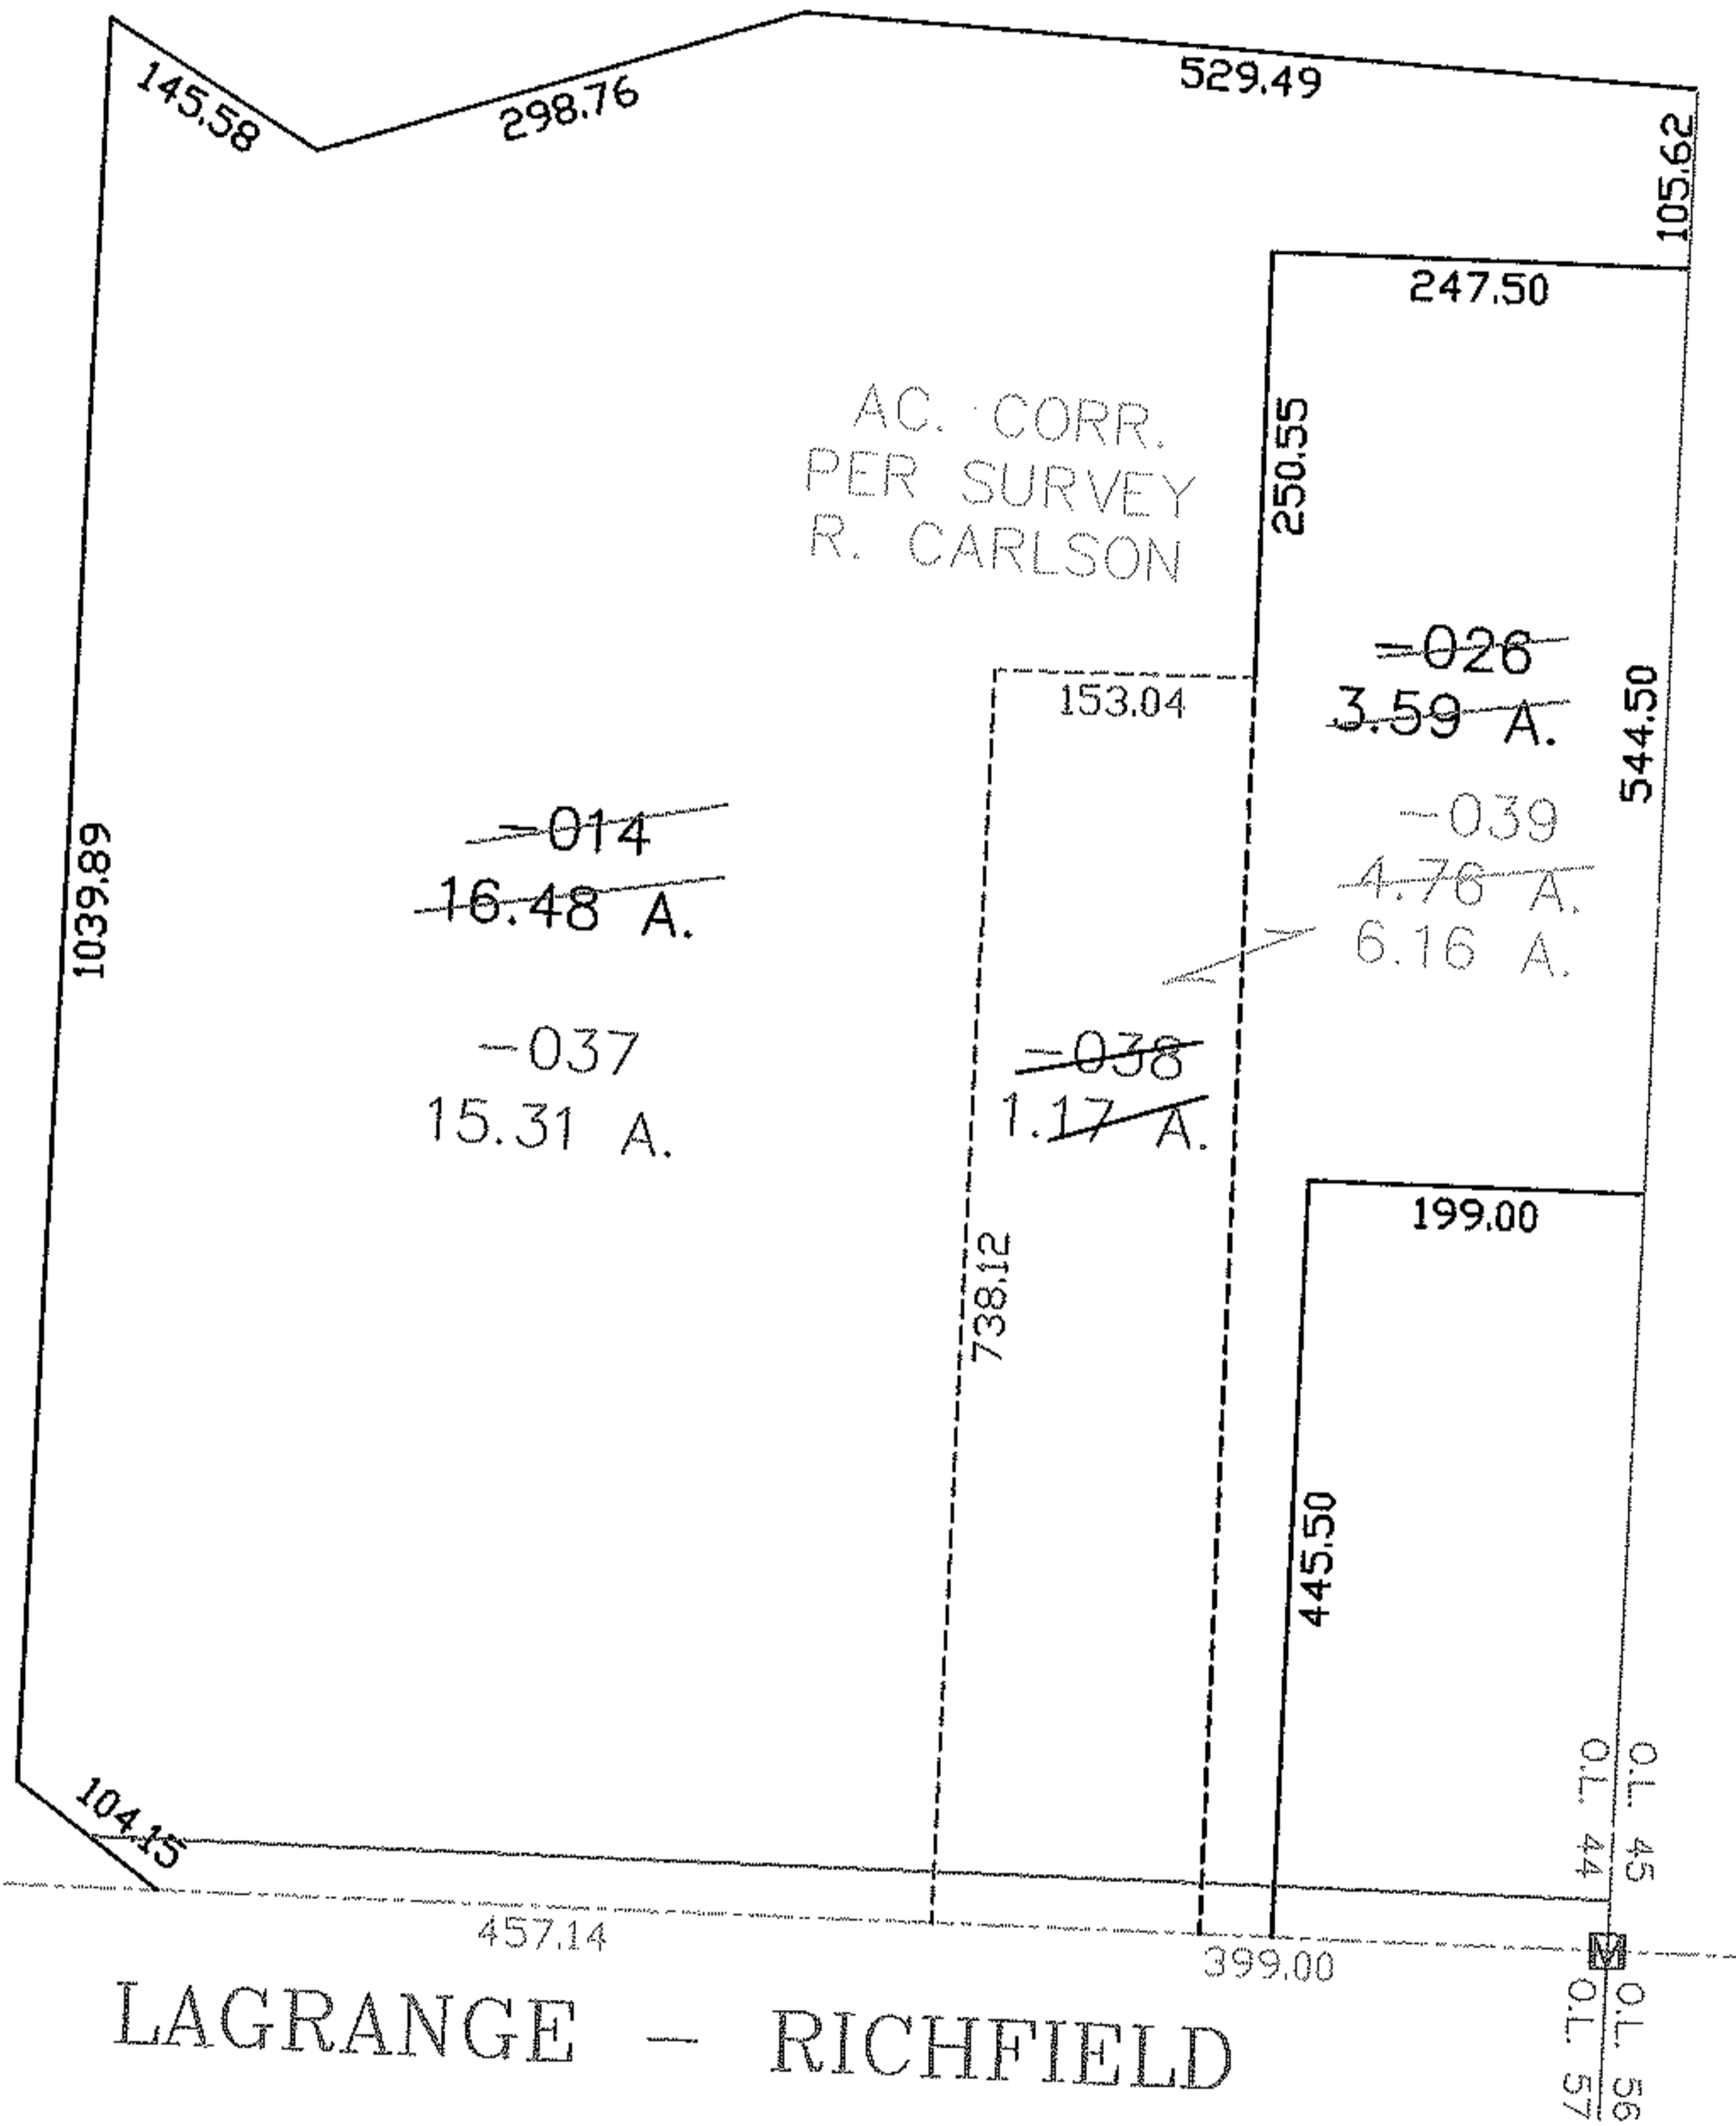 145.58
298.76
529.49
105.62
247.50
250.55
AC. CORR.
PER SURVEY
R. CARLSON
-026
3.59 A.
544.50
153.04
-039
4.76 A.
6.16 A.
-014
16.48 A.
1039.89
-037
15.31 A.
-038
1.17 A.
738.12
199.00
445.50
O.L. 45
O.L. 44
104.15
457.14
399.00
M
O.L. 56
O.L. 57
LAGRANGE - RICHFIELD